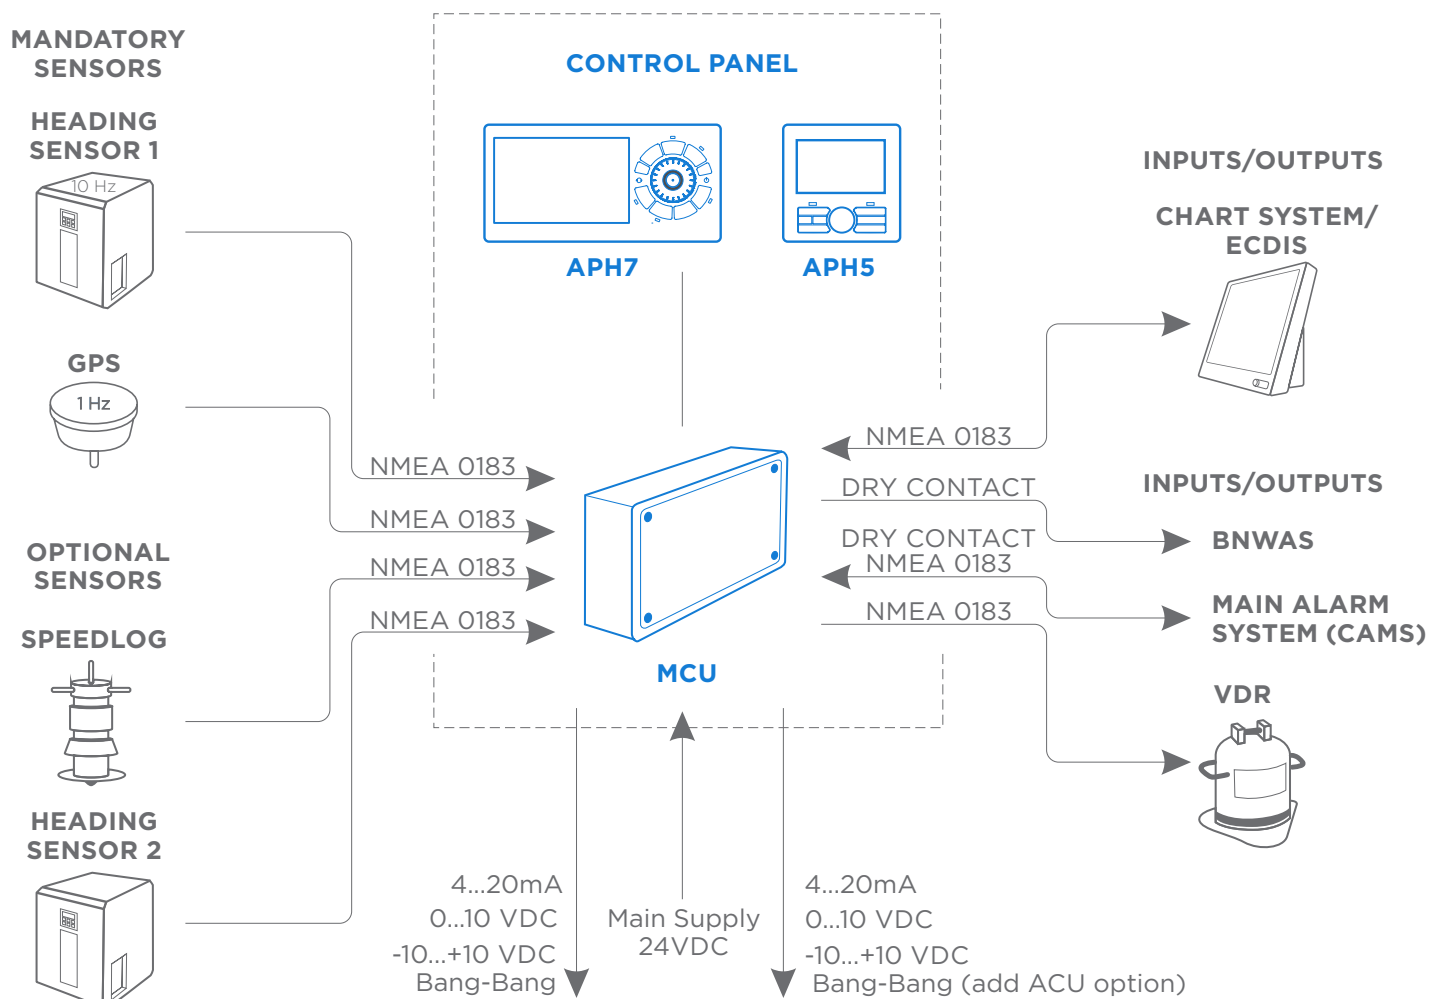 MANDATORY
SENSORS
HEADING
SENSOR 1
10 Hz
GPS
1 Hz
OPTIONAL
SENSORS
SPEEDLOG
HEADING
SENSOR 2
CONTROL PANEL
APH7
APH5
NMEA 0183
NMEA 0183
NMEA 0183
NMEA 0183
MCU
NMEA 0183
DRY CONTACT
DRY CONTACT
NMEA 0183
NMEA 0183
4...20mA
0...10 VDC
-10...+10 VDC
Bang-Bang
Main Supply
24VDC
4...20mA
0...10 VDC
-10...+10 VDC
Bang-Bang (add ACU option)
INPUTS/OUTPUTS
CHART SYSTEM/
ECDIS
INPUTS/OUTPUTS
BNWAS
MAIN ALARM
SYSTEM (CAMS)
VDR